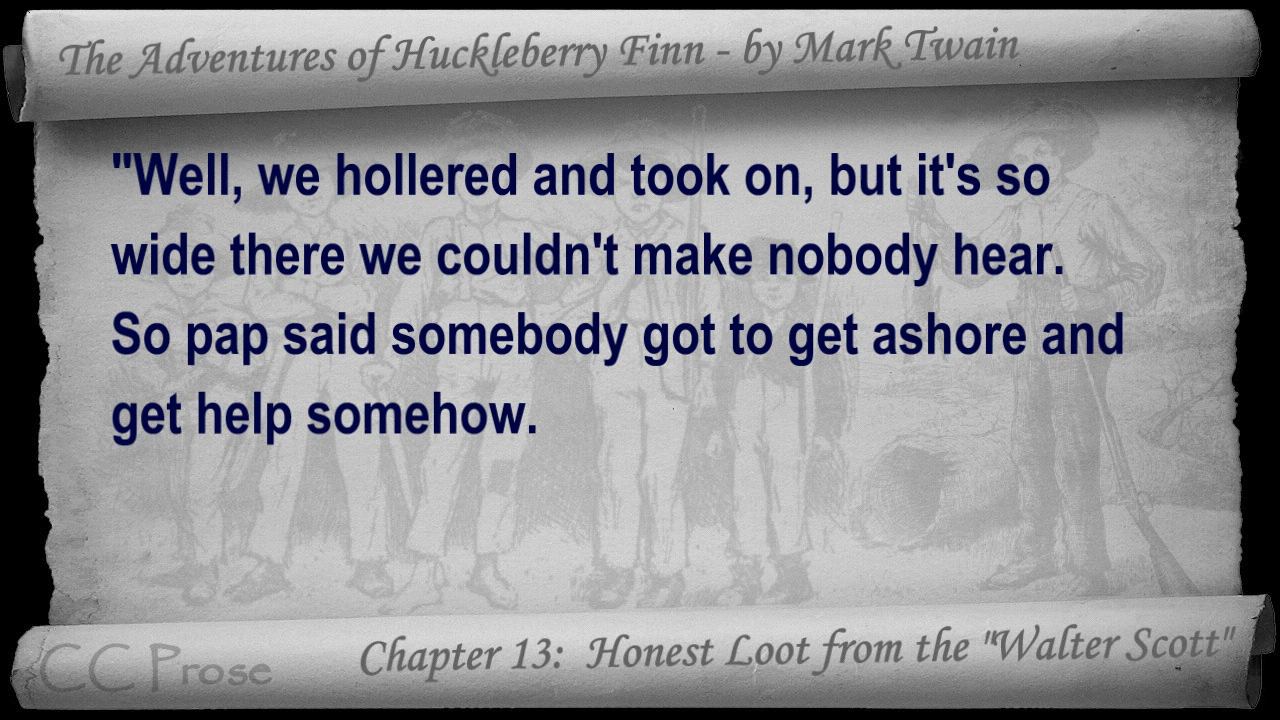 The Adventures of Huckleberry Finn - by Mark Twain
"Well, we hollered and took on, but it's so
wide there we couldn't make nobody hear.
So pap said somebody got to get ashore and
get help somehow.
CC Prose
Chapter 13: Honest Loot from the "Walter Scott"